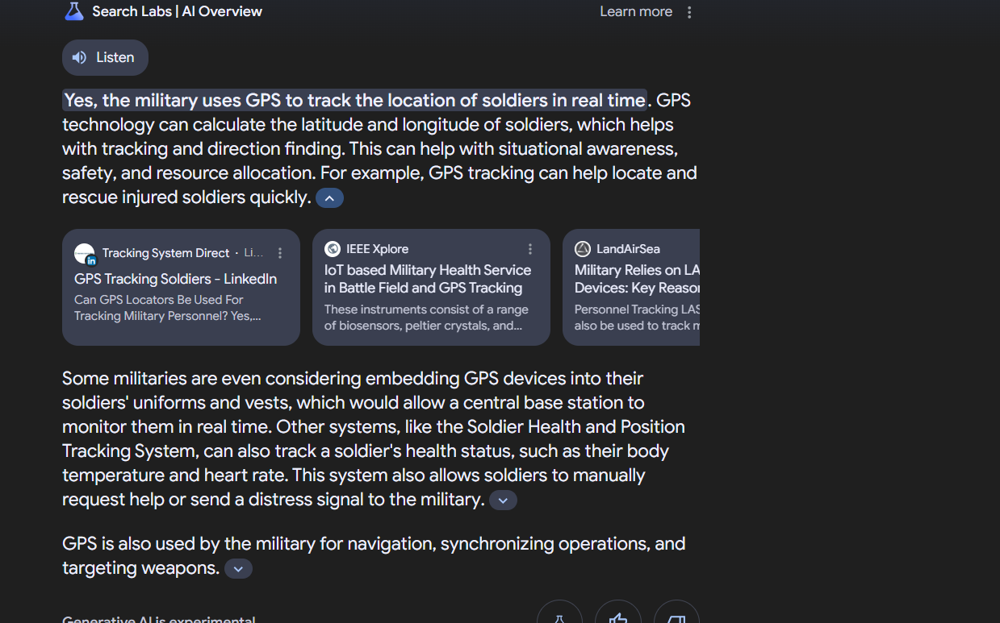 Search Labs | AI Overview
Learn more
Listen
Yes, the military uses GPS to track the location of soldiers in real time. GPS
technology can calculate the latitude and longitude of soldiers, which helps
with tracking and direction finding. This can help with situational awareness,
safety, and resource allocation. For example, GPS tracking can help locate and
rescue injured soldiers quickly.
Tracking System Direct · Li...
GPS Tracking Soldiers - LinkedIn
Can GPS Locators Be Used For
Tracking Military Personnel? Yes,...
IEEE Xplore
IoT based Military Health Service
in Battle Field and GPS Tracking
These instruments consist of a range
of biosensors, peltier crystals, and...
LandAirSea
Military Relies on LA
Devices: Key Reason
Personnel Tracking LAS
also be used to track m
Some militaries are even considering embedding GPS devices into their
soldiers' uniforms and vests, which would allow a central base station to
monitor them in real time. Other systems, like the Soldier Health and Position
Tracking System, can also track a soldier's health status, such as their body
temperature and heart rate. This system also allows soldiers to manually
request help or send a distress signal to the military.
GPS is also used by the military for navigation, synchronizing operations, and
targeting weapons.
Generative AI is experimental